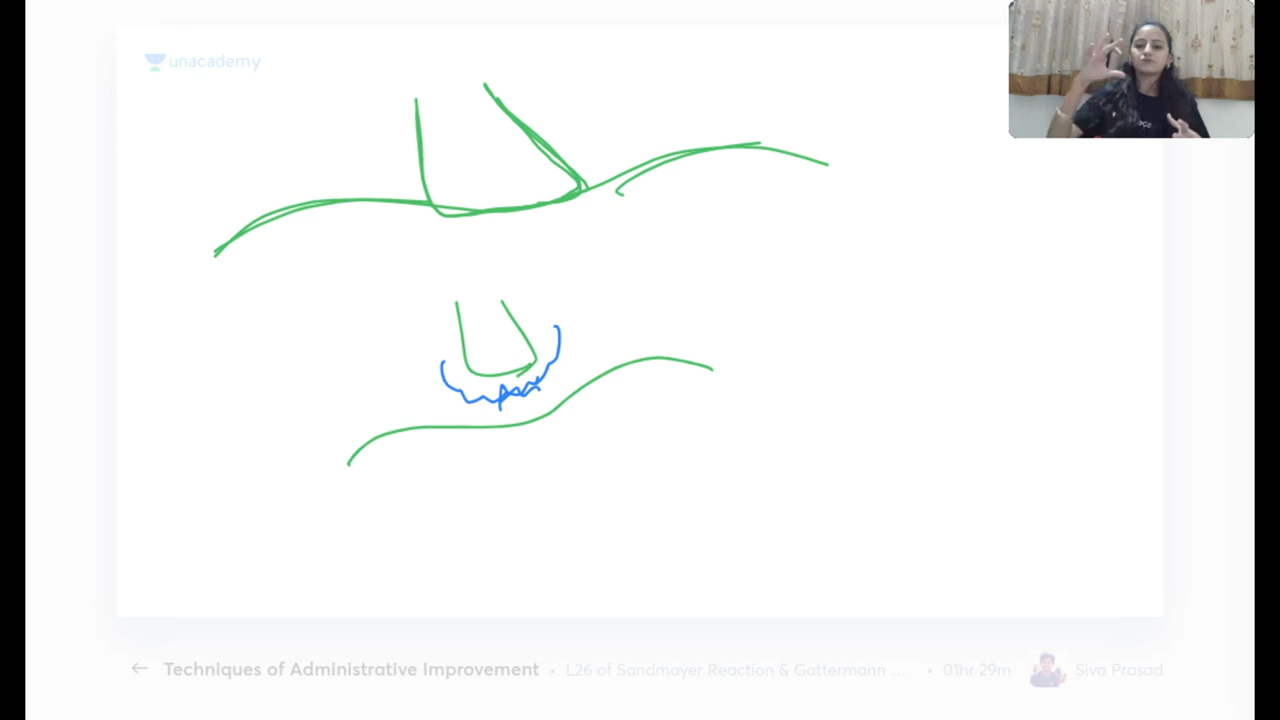 unacademy
Techniques of Administrative Improvement • L26 of Sandmayer Reaction & Gattermann ... • 01hr 29m Siva Prasad